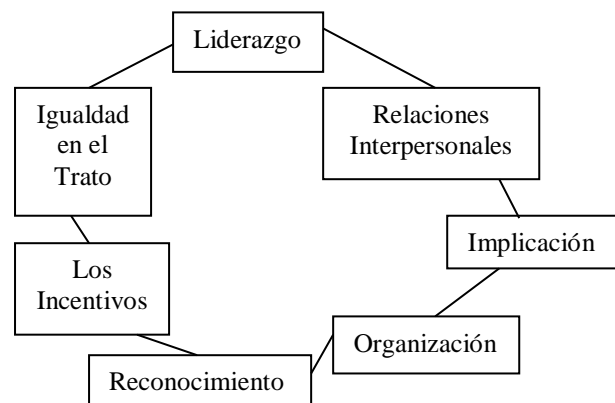 Liderazgo
Igualdad
en el
Trato
Relaciones
Interpersonales
Implicación
Los
Incentivos
Organización
Reconocimiento